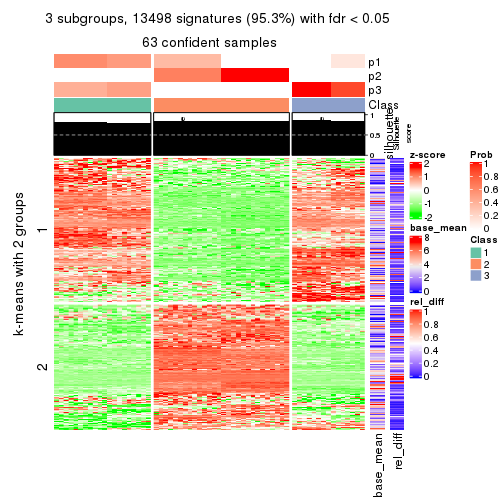 3 subgroups, 13498 signatures (95.3%) with fdr < 0.05
63 confident samples
p1
p2
p3
Class
1
0.5
0
silhouette
Silhouette
score
k-means with 2 groups
1
2
base_mean
rel_diff
z-score
2
1
0
-1
-2
base_mean
8
6
4
2
0
rel_diff
1
0.8
0.6
0.4
0.2
0
Prob
1
0.8
0.6
0.4
0.2
0
Class
1
2
3